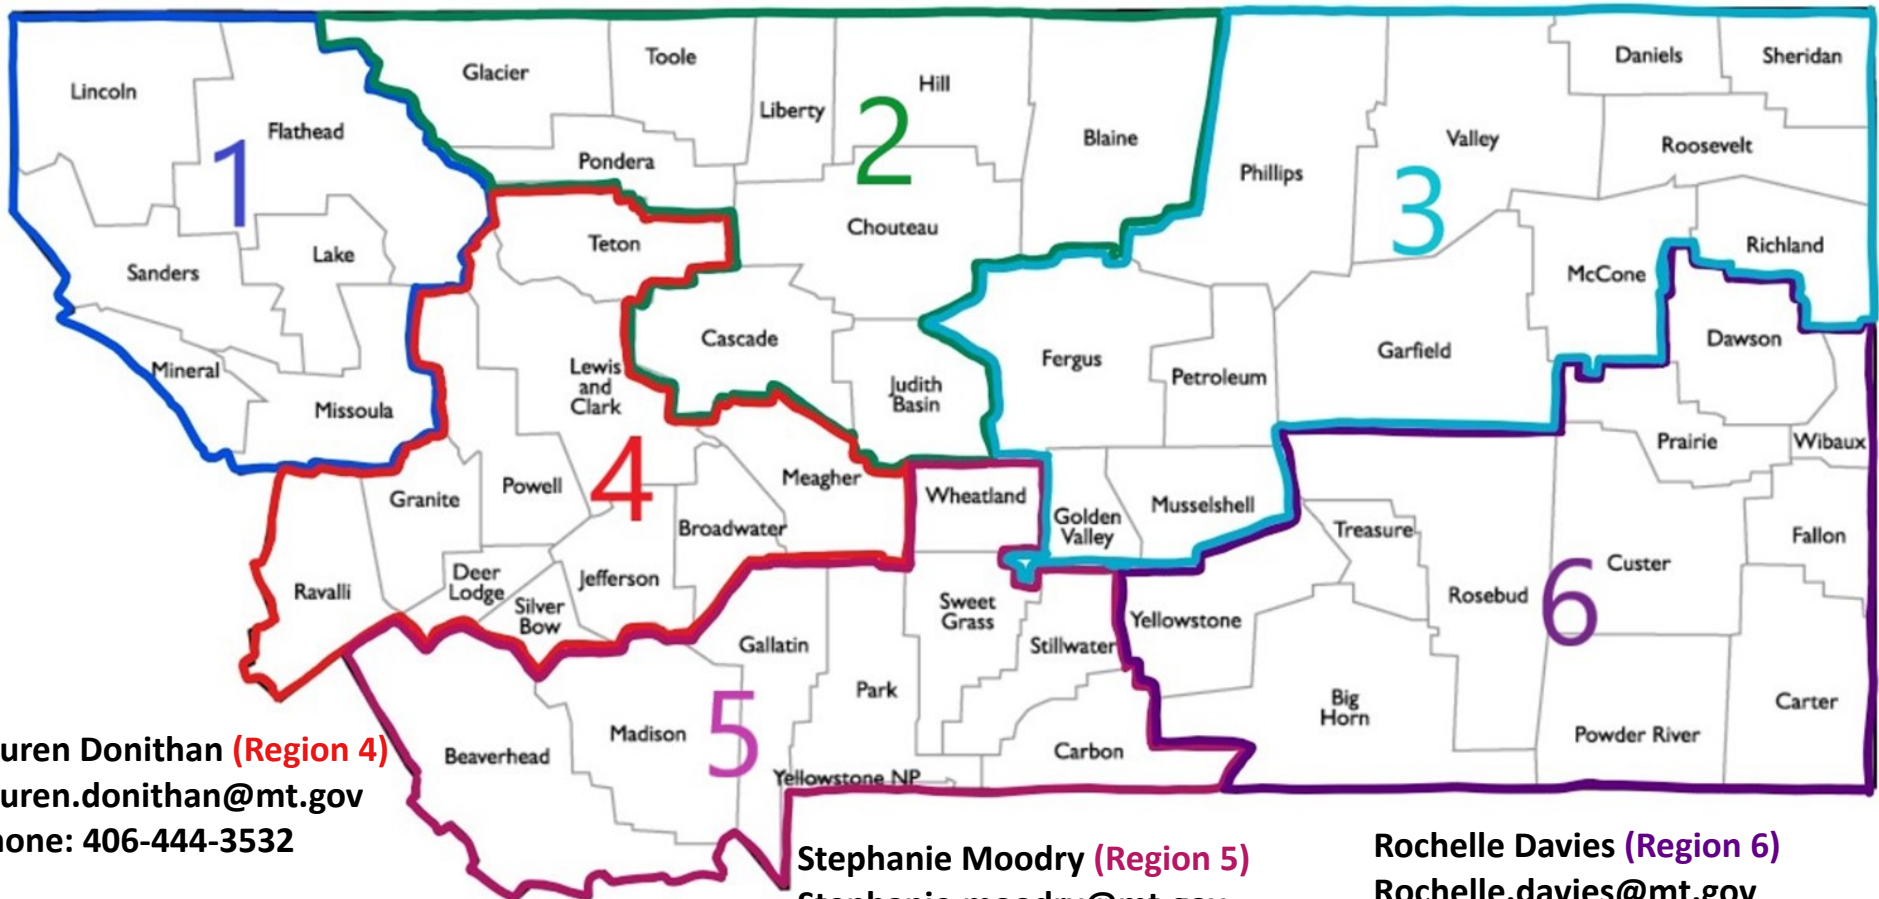 Lincoln
Flathead
1
Sanders
Lake
Mineral
Missoula
Glacier
Toole
Liberty
Hill
2
Blaine
Pondera
Chouteau
Cascade
Judith
Basin
Phillips
Valley
3
Daniels
Sheridan
Roosevelt
Richland
McCone
Garfield
Fergus
Petroleum
Golden
Valley
Musselshell
Teton
Lewis
and
Clark
4
Powell
Granite
Meagher
Broadwater
Jefferson
Deer
Lodge
Silver
Bow
Ravalli
Wheatland
Sweet
Grass
Stillwater
Gallatin
Park
Madison
5
Beaverhead
Carbon
Yellowstone NP
Dawson
Prairie
Wibaux
Fallon
Treasure
Custer
Rosebud
6
Yellowstone
Big
Horn
Powder River
Carter
uren Donithan (Region 4)
uren.donithan@mt.gov
one: 406-444-3532
Stephanie Moodry (Region 5)
Rochelle Davies (Region 6)
Rochelle.davies@mt.gov